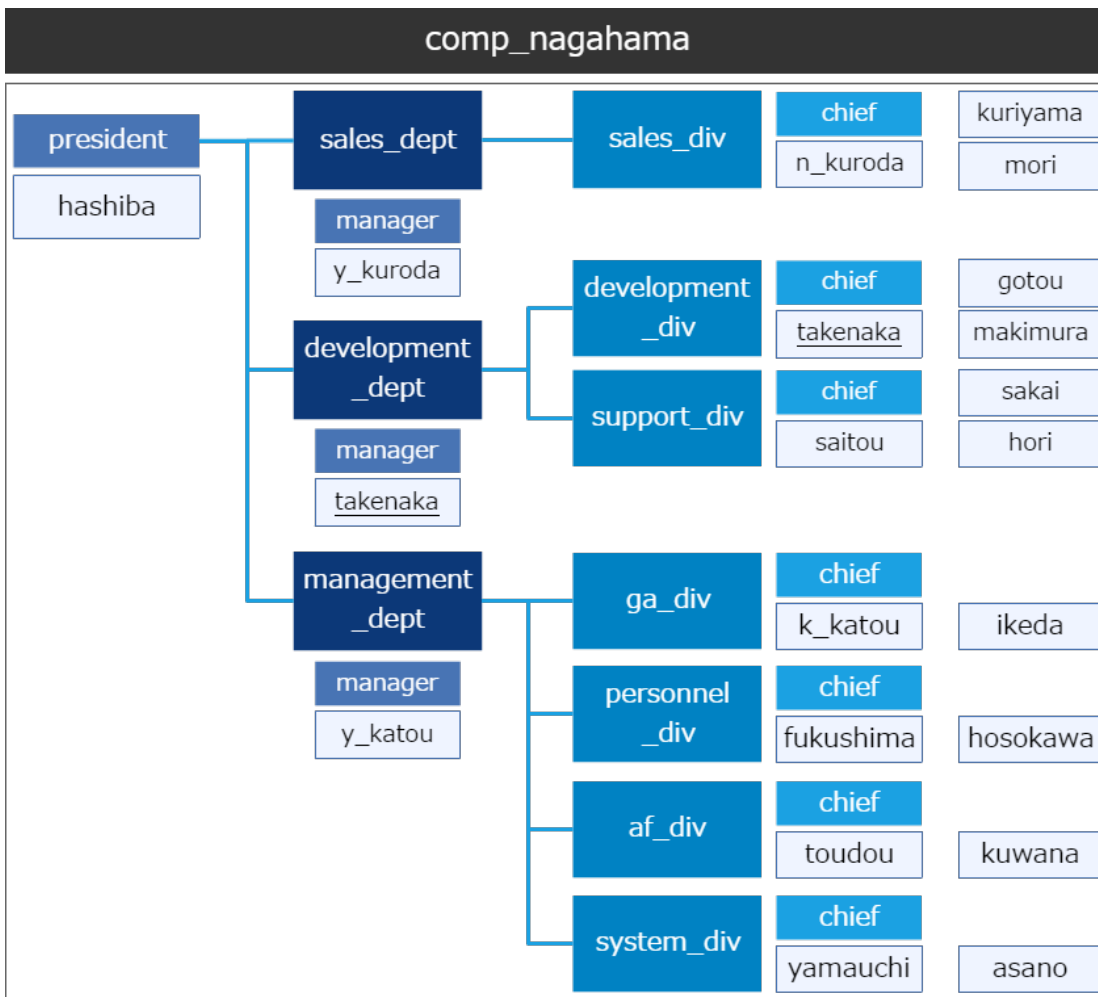 comp_nagahama
president
hashiba
sales_dept
manager
y_kuroda
sales_div
chief
n_kuroda
kuriyama
mori
development
_dept
manager
takenaka
development
_div
chief
takenaka
gotou
makimura
support_div
chief
saitou
sakai
hori
management
_dept
manager
y_katou
ga_div
chief
k_katou
ikeda
personnel
_div
chief
fukushima
hosokawa
af_div
chief
toudou
kuwana
system_div
chief
yamauchi
asano